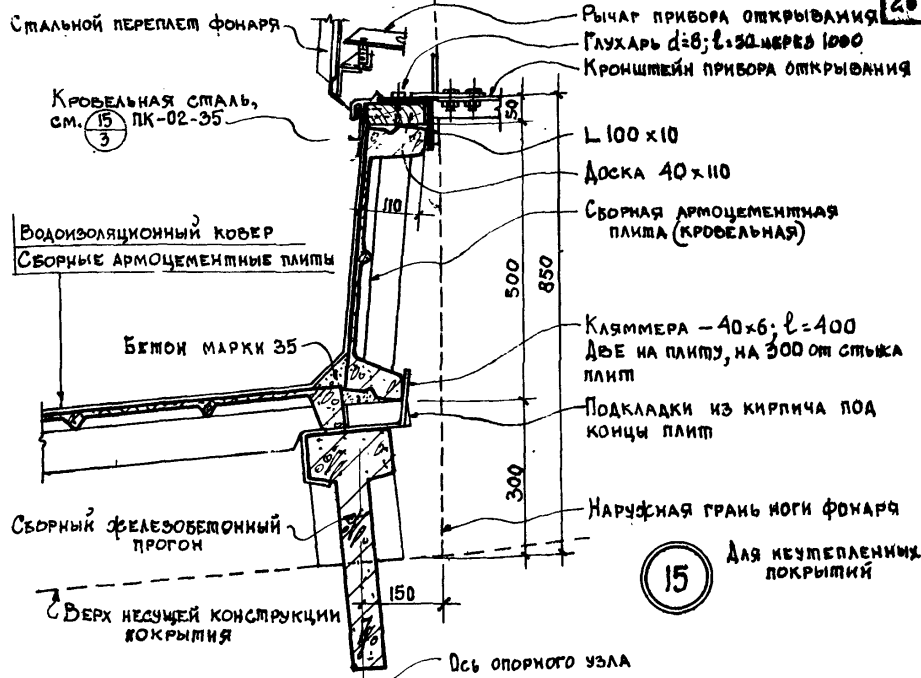 Стальной переплет фонаря
Рычаг прибора открывания
Глухарь d=8; l=50 через 1000
Кронштейн прибора открывания
Кровельная сталь,
см. 15/3 ПК-02-35
50
L 100×10
Доска 40×110
110
Сборная армоцементная
плита (кровельная)
Водоизоляционный ковер
Сборные армоцементные плиты
500
850
Бетон марки 35
Кляммера – 40×6; l=400
Две на плиту, на 300 от стыка
плит
Подкладки из кирпича под
концы плит
300
Сборный железобетонный
прогон
Наружная грань ноги фонаря
15
Для неутепленных
покрытий
150
Верх несущей конструкции
покрытия
Ось опорного узла